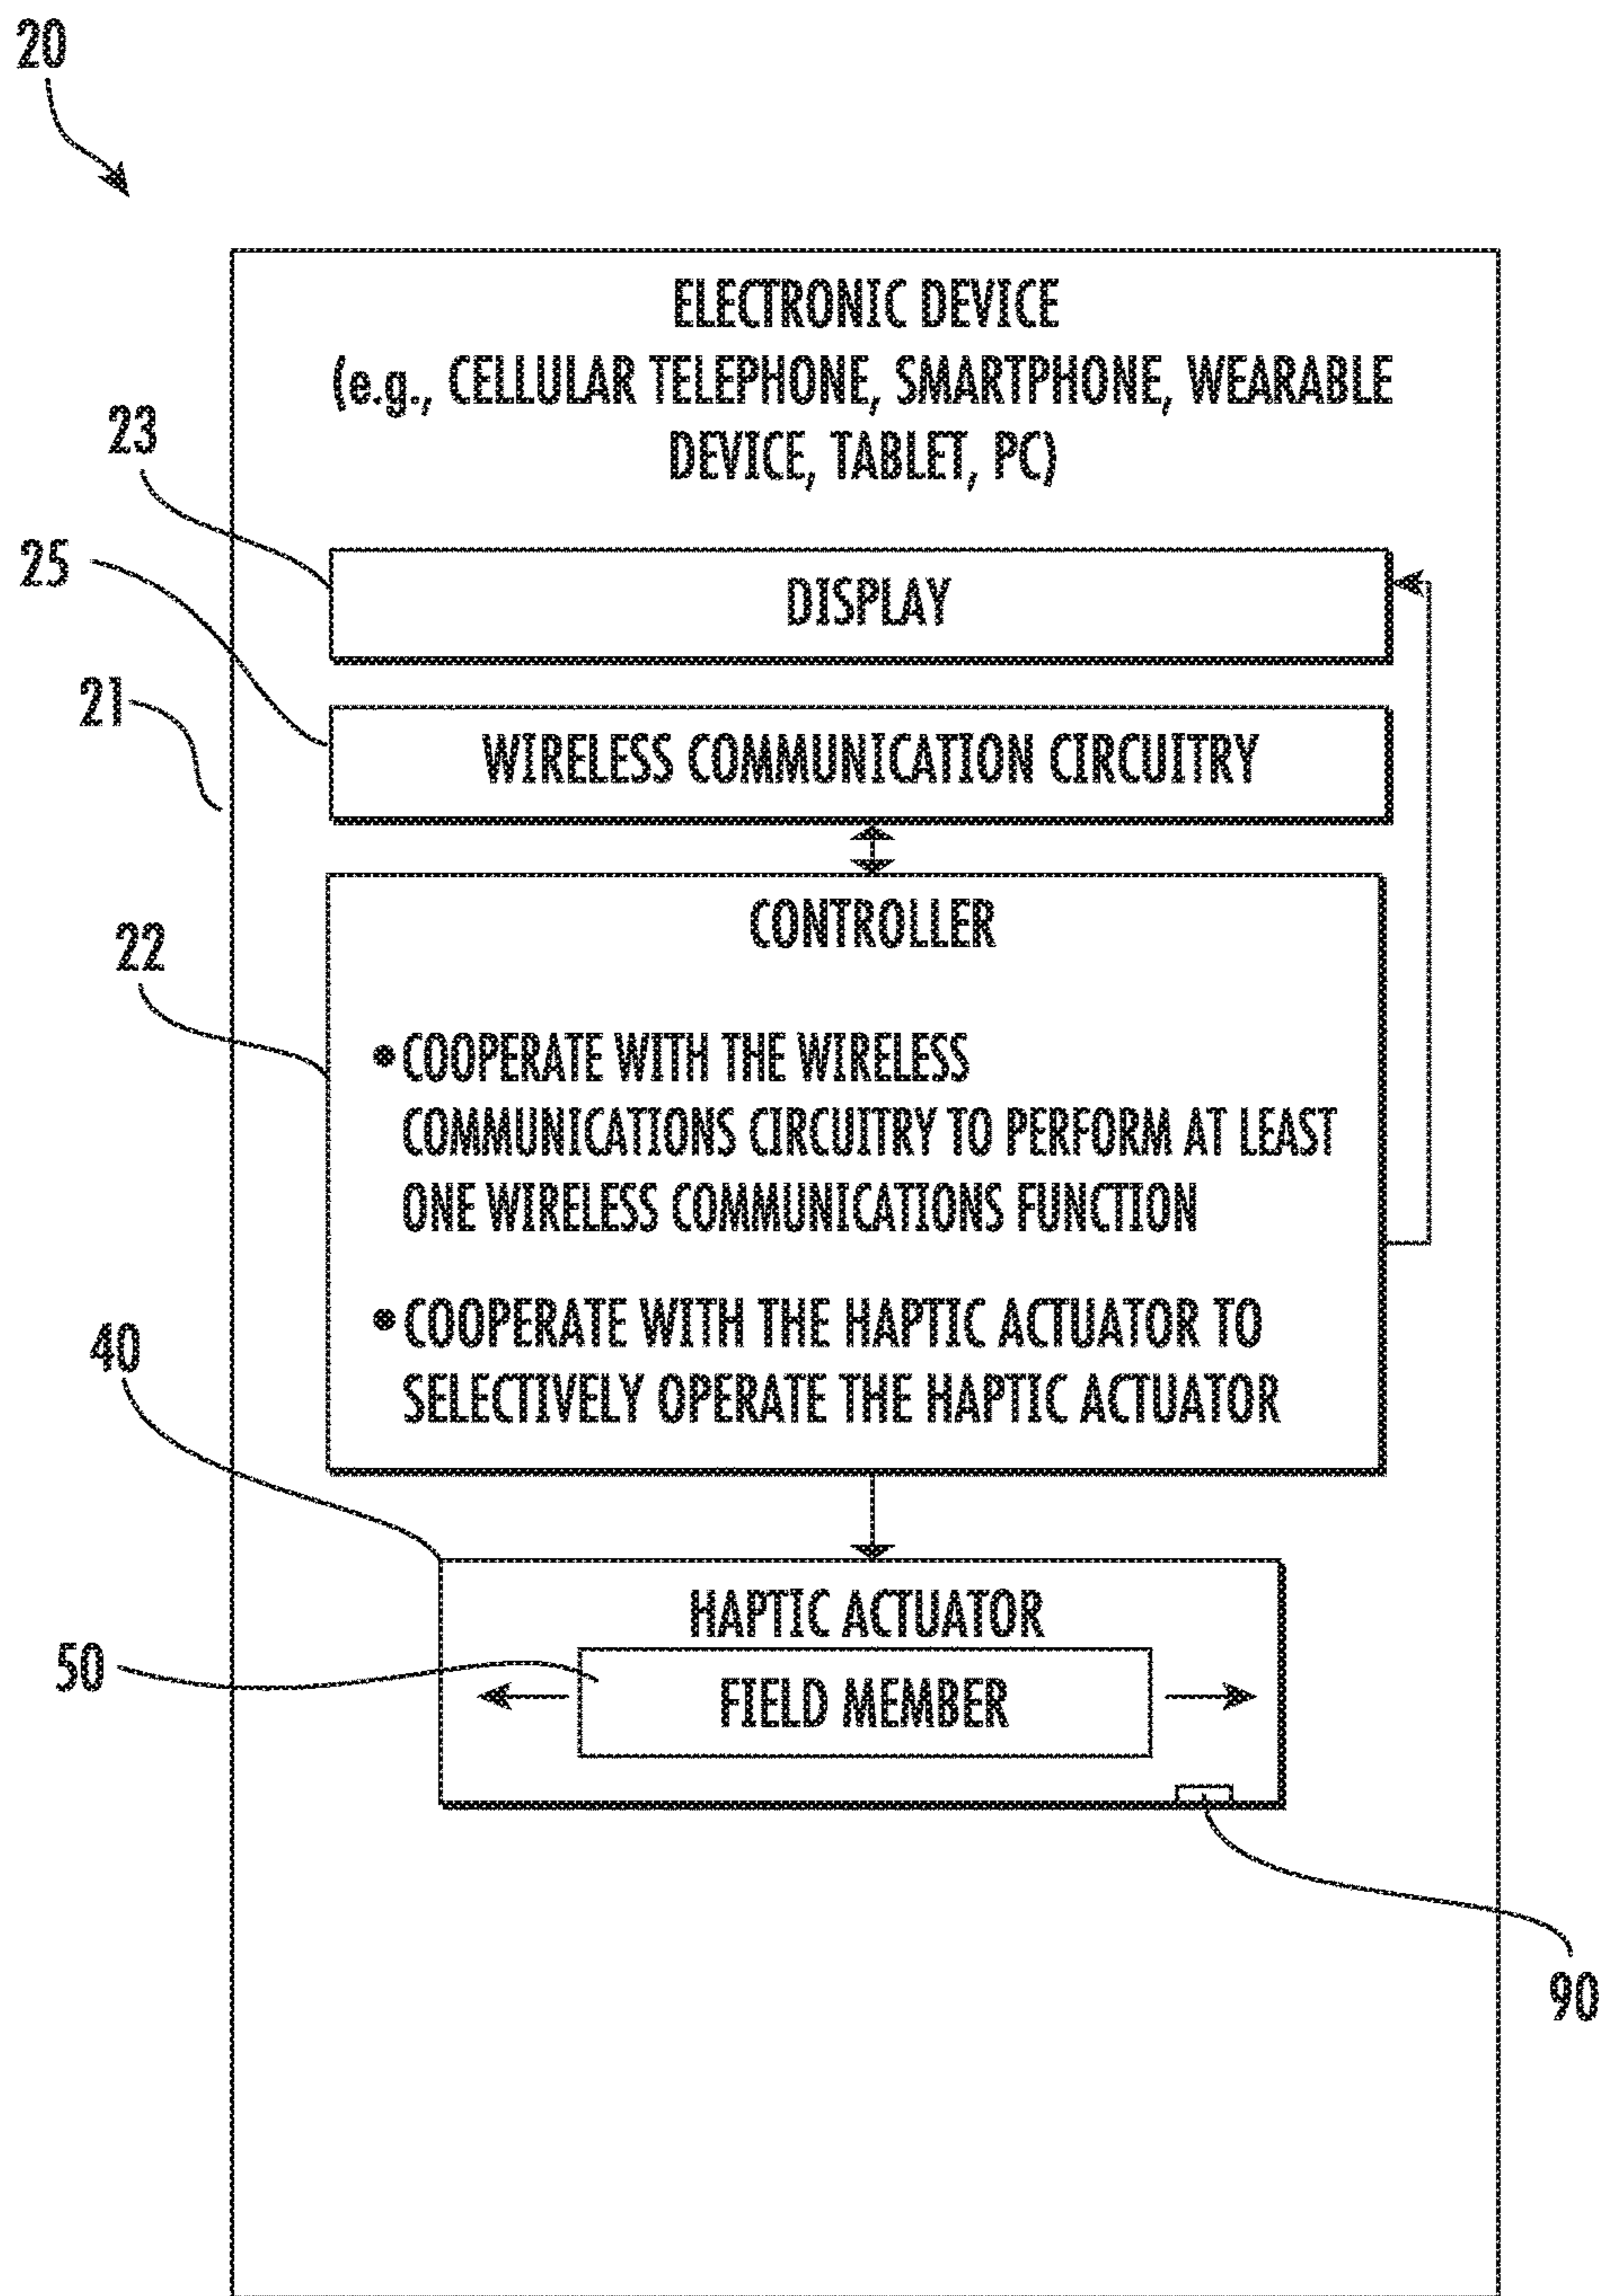 20
ELECTRONIC DEVICE
(e.g., CELLULAR TELEPHONE, SMARTPHONE, WEARABLE
DEVICE, TABLET, PC)
23
DISPLAY
25
21
WIRELESS COMMUNICATION CIRCUITRY
CONTROLLER
22
• COOPERATE WITH THE WIRELESS
COMMUNICATIONS CIRCUITRY TO PERFORM AT LEAST
ONE WIRELESS COMMUNICATIONS FUNCTION
• COOPERATE WITH THE HAPTIC ACTUATOR TO
SELECTIVELY OPERATE THE HAPTIC ACTUATOR
40
HAPTIC ACTUATOR
50
FIELD MEMBER
90